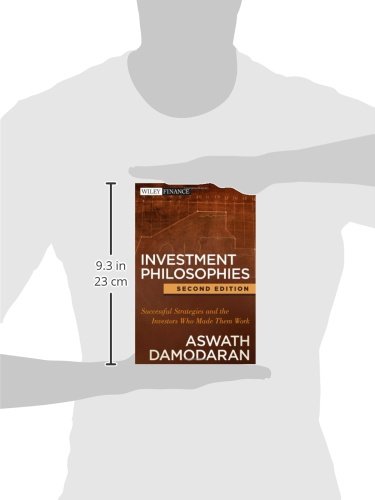 WILEY FINANCE
INVESTMENT
PHILOSOPHIES
SECOND EDITION
Successful Strategies and the
Investors Who Made Them Work
ASWATH
DAMODARAN
9.3 in
23 cm